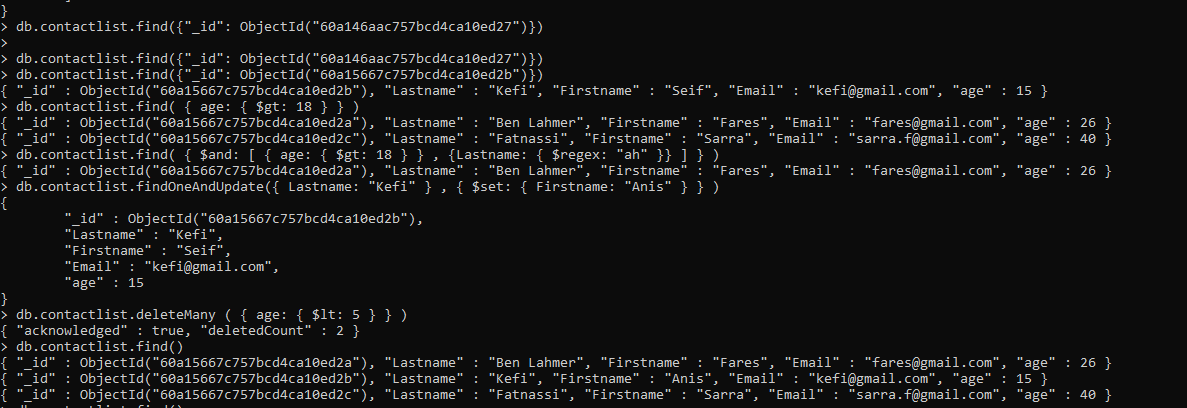 }
> db.contactlist.find({"_id": ObjectId("60a146aac757bcd4ca10ed27")})
>
> db.contactlist.find({"_id": ObjectId("60a146aac757bcd4ca10ed27")})
> db.contactlist.find({"_id": ObjectId("60a15667c757bcd4ca10ed2b")})
{ "_id" : ObjectId("60a15667c757bcd4ca10ed2b"), "Lastname" : "Kefi", "Firstname" : "Seif", "Email" : "kefi@gmail.com", "age" : 15 }
> db.contactlist.find( { age: { $gt: 18 } } )
{ "_id" : ObjectId("60a15667c757bcd4ca10ed2a"), "Lastname" : "Ben Lahmer", "Firstname" : "Fares", "Email" : "fares@gmail.com", "age" : 26 }
{ "_id" : ObjectId("60a15667c757bcd4ca10ed2c"), "Lastname" : "Fatnassi", "Firstname" : "Sarra", "Email" : "sarra.f@gmail.com", "age" : 40 }
> db.contactlist.find( { $and: [ { age: { $gt: 18 } } , {Lastname: { $regex: "ah" }} ] } )
{ "_id" : ObjectId("60a15667c757bcd4ca10ed2a"), "Lastname" : "Ben Lahmer", "Firstname" : "Fares", "Email" : "fares@gmail.com", "age" : 26 }
> db.contactlist.findOneAndUpdate({ Lastname: "Kefi" } , { $set: { Firstname: "Anis" } } )
{
        "_id" : ObjectId("60a15667c757bcd4ca10ed2b"),
        "Lastname" : "Kefi",
        "Firstname" : "Seif",
        "Email" : "kefi@gmail.com",
        "age" : 15
}
> db.contactlist.deleteMany ( { age: { $lt: 5 } } )
{ "acknowledged" : true, "deletedCount" : 2 }
> db.contactlist.find()
{ "_id" : ObjectId("60a15667c757bcd4ca10ed2a"), "Lastname" : "Ben Lahmer", "Firstname" : "Fares", "Email" : "fares@gmail.com", "age" : 26 }
{ "_id" : ObjectId("60a15667c757bcd4ca10ed2b"), "Lastname" : "Kefi", "Firstname" : "Anis", "Email" : "kefi@gmail.com", "age" : 15 }
{ "_id" : ObjectId("60a15667c757bcd4ca10ed2c"), "Lastname" : "Fatnassi", "Firstname" : "Sarra", "Email" : "sarra.f@gmail.com", "age" : 40 }
> db.contactlist.find()